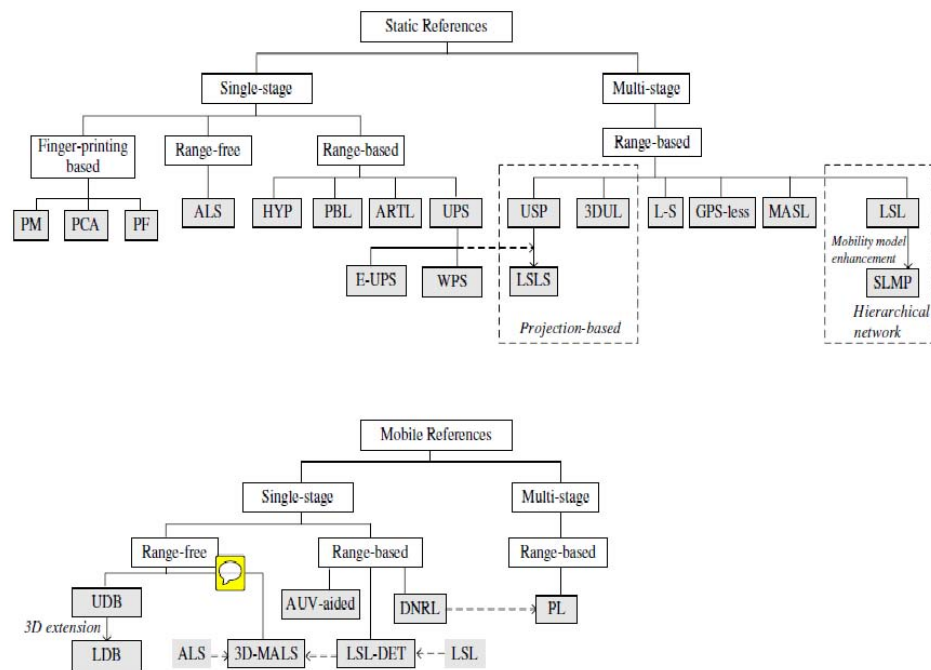 Static References
Single-stage
Multi-stage
Finger-printing
based
Range-free
Range-based
Range-based
PM
PCA
PF
ALS
HYP
PBL
ARTL
UPS
USP
3DUL
L-S
GPS-less
MASL
LSL
Mobility model
enhancement
E-UPS
WPS
LSLS
SLMP
Projection-based
Hierarchical
network
Mobile References
Single-stage
Multi-stage
Range-free
Range-based
Range-based
UDB
AUV-aided
DNRL
PL
3D extension
LDB
ALS
3D-MALS
LSL-DET
LSL